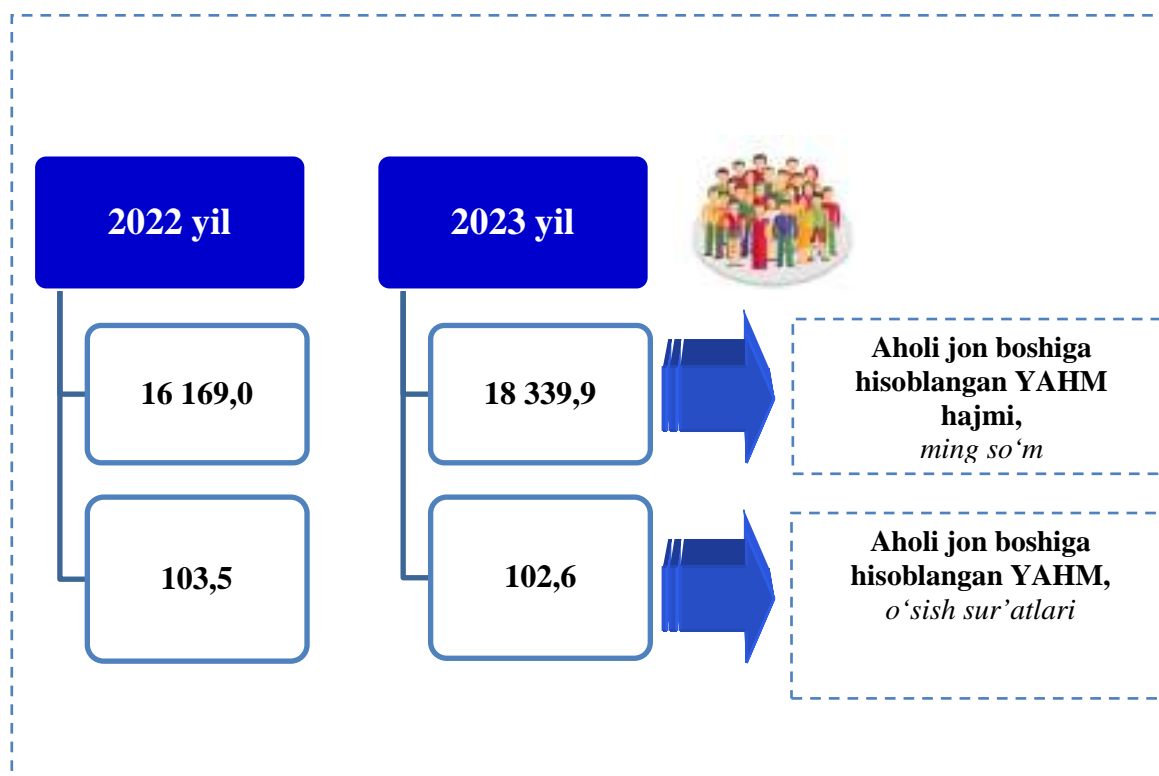 2022 yil
2023 yil
16 169,0
18 339,9
Aholi jon boshiga
hisoblangan YAHM
hajmi,
ming so‘m
103,5
102,6
Aholi jon boshiga
hisoblangan YAHM,
o‘sish sur’atlari